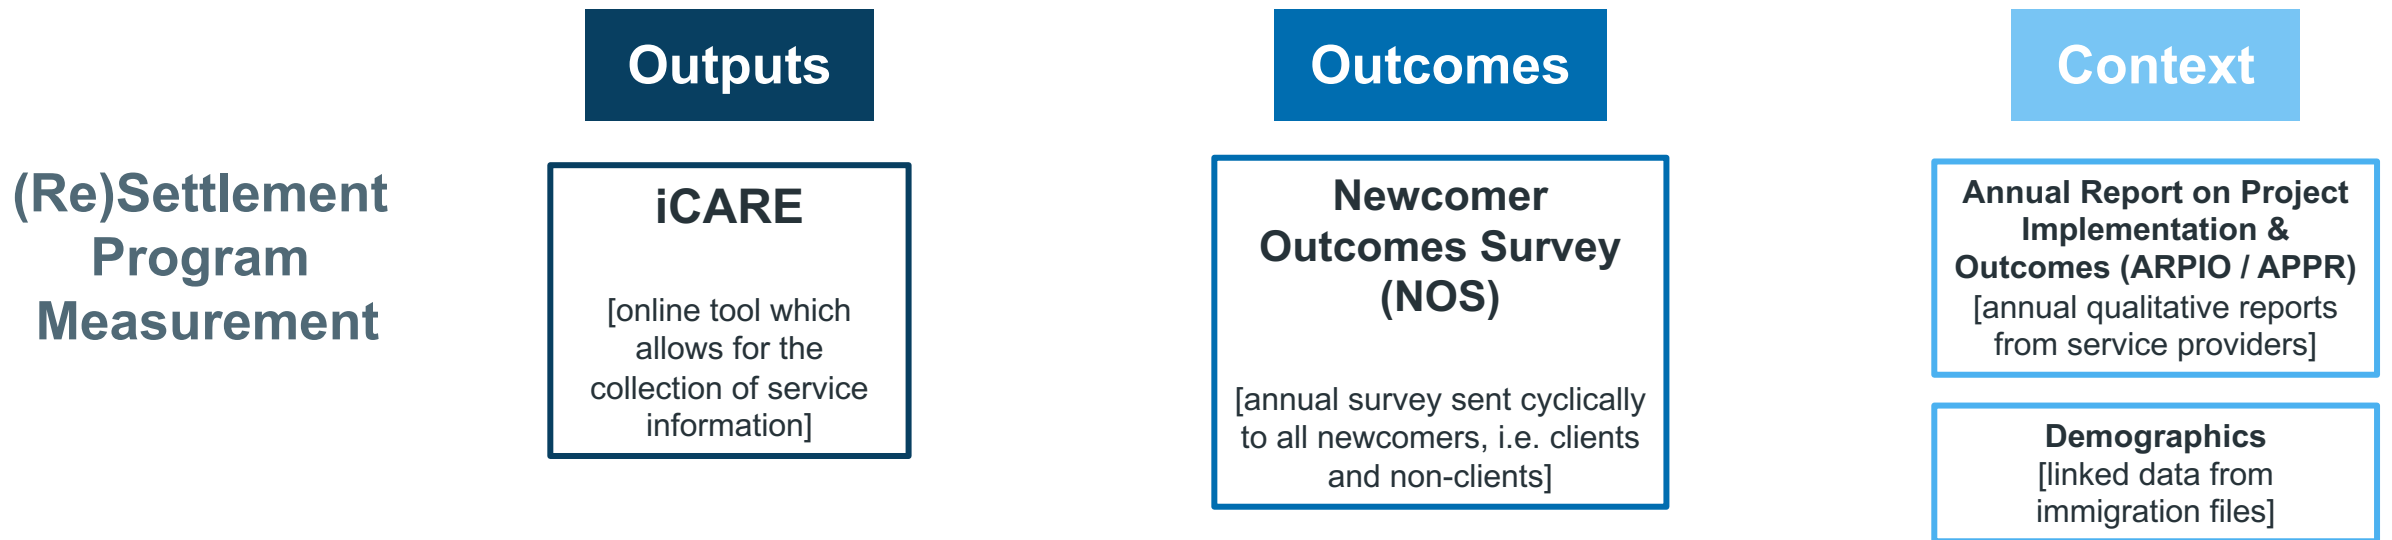 (Re)Settlement
Program
Measurement
Outputs
iCARE
[online tool which
allows for the
collection of service
information]
Outcomes
Newcomer
Outcomes Survey
(NOS)
[annual survey sent cyclically
to all newcomers, i.e. clients
and non-clients]
Context
Annual Report on Project
Implementation &
Outcomes (ARPIO / APPR)
[annual qualitative reports
from service providers]
Demographics
[linked data from
immigration files]